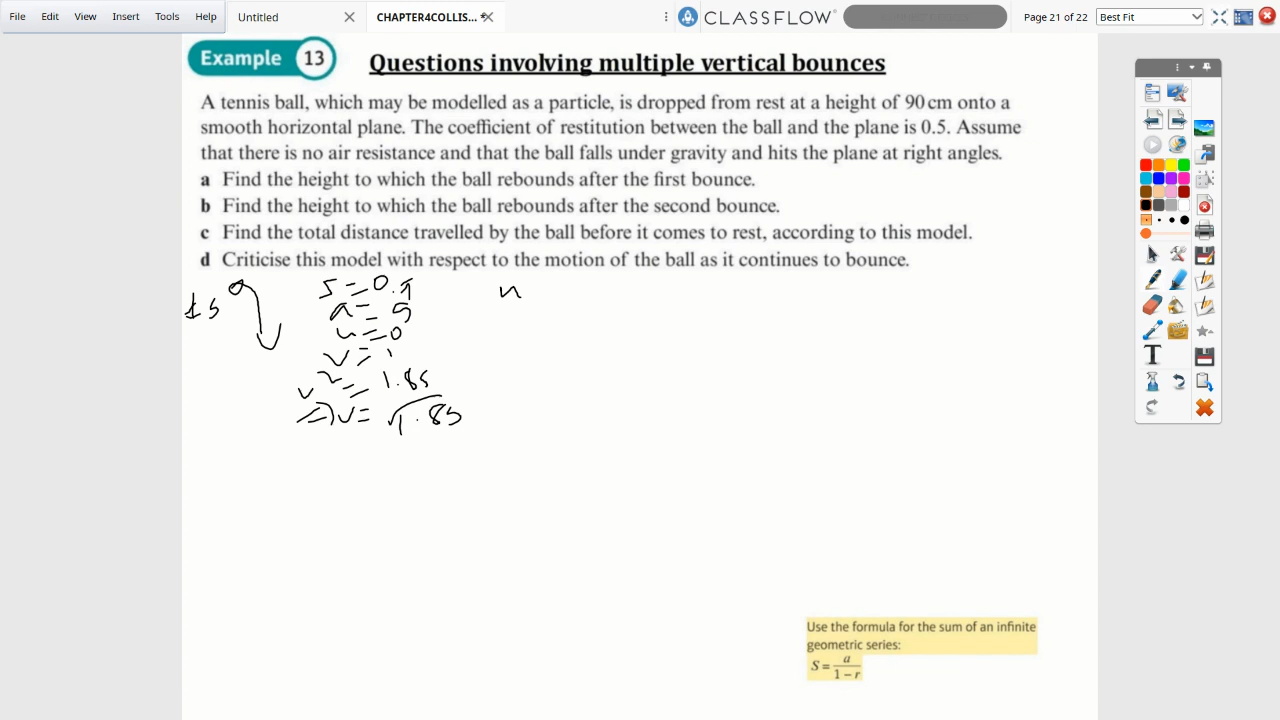 File Edit View Insert Tools Help
Untitled
CHAPTER4COLLIS...
CLASSFLOW
Page 21 of 22
Best Fit
Example 13
Questions involving multiple vertical bounces
A tennis ball, which may be modelled as a particle, is dropped from rest at a height of 90 cm onto a
smooth horizontal plane. The coefficient of restitution between the ball and the plane is 0.5. Assume
that there is no air resistance and that the ball falls under gravity and hits the plane at right angles.
a Find the height to which the ball rebounds after the first bounce.
b Find the height to which the ball rebounds after the second bounce.
c Find the total distance travelled by the ball before it comes to rest, according to this model.
d Criticise this model with respect to the motion of the ball as it continues to bounce.
s = 0.9
a = g
u = 0
v = ?
v² = 1.8g
⇒ v = √1.8g
u
Use the formula for the sum of an infinite
geometric series:
S = a / 1 − r
T